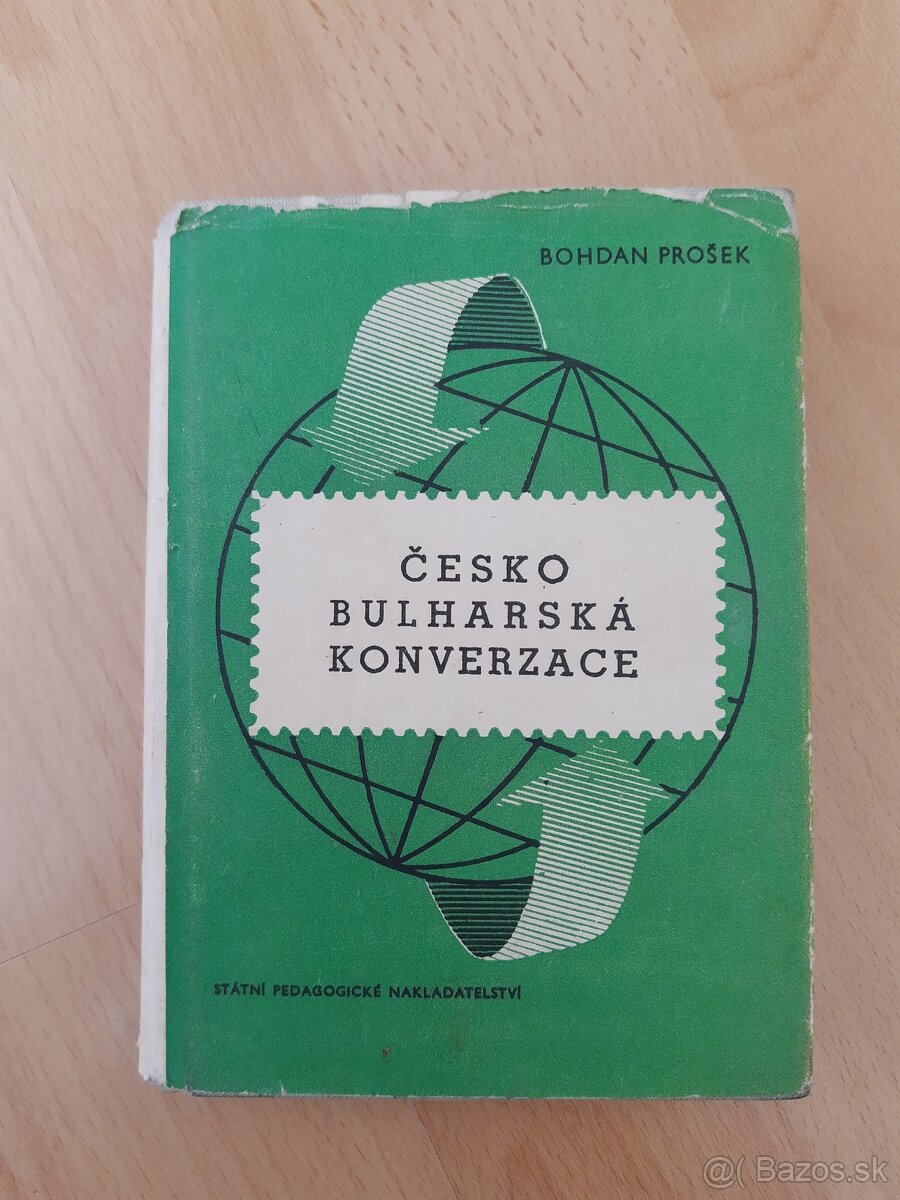 BOHDAN PROŠEK
ČESKO
BULHARSKÁ
KONVERZACE
STÁTNÍ PEDAGOGICKÉ NAKLADATELSTVÍ
@( Bazos.sk